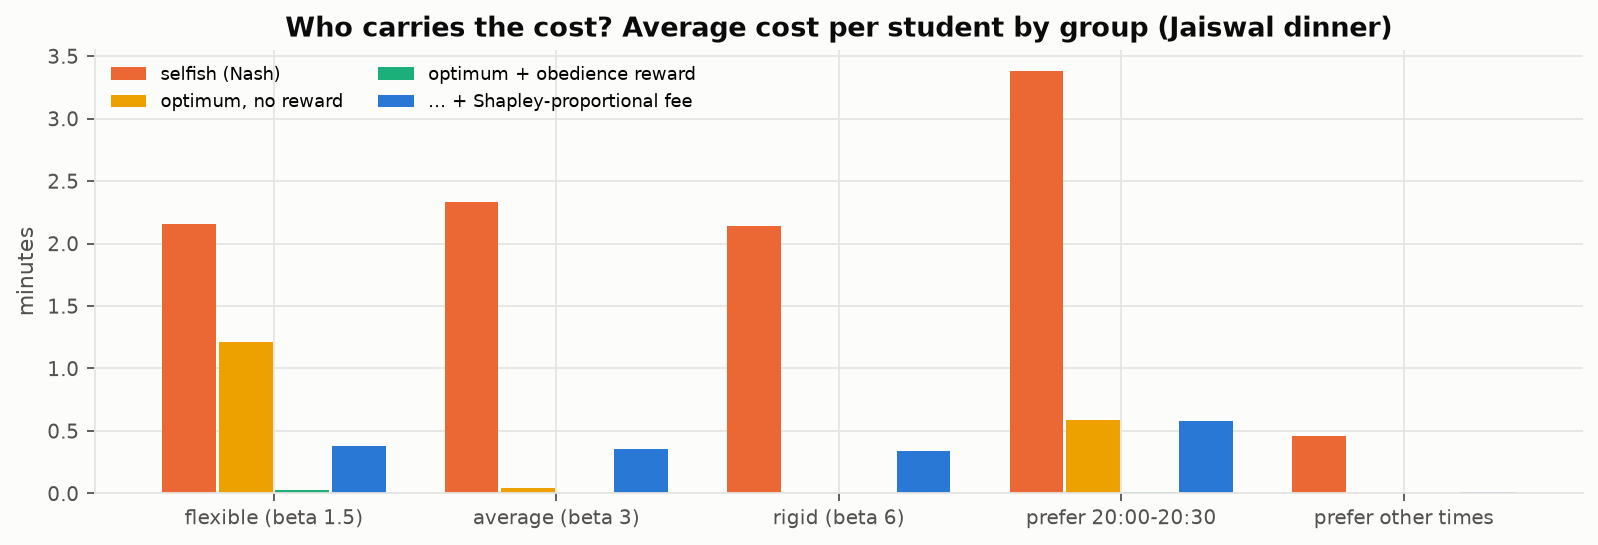 Who carries the cost? Average cost per student by group (Jaiswal dinner)
selfish (Nash)
optimum, no reward
optimum + obedience reward
... + Shapley-proportional fee
minutes
3.5
3.0
2.5
2.0
1.5
1.0
0.5
0.0
flexible (beta 1.5)
average (beta 3)
rigid (beta 6)
prefer 20:00-20:30
prefer other times